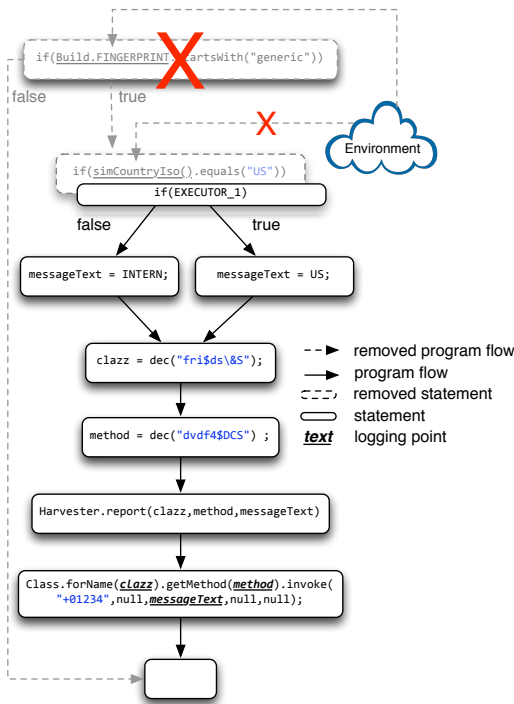 if(Build.FINGERPRINT.startsWith("generic"))
X
false
true
X
Environment
if(simCountryIso().equals("US"))
if(EXECUTOR_1)
false
true
messageText = INTERN;
messageText = US;
clazz = dec("fri$ds\&S");
removed program flow
program flow
removed statement
statement
text logging point
method = dec("dvdf4$DCS") ;
Harvester.report(clazz,method,messageText)
Class.forName(clazz).getMethod(method).invoke(
"+01234",null,messageText,null,null);